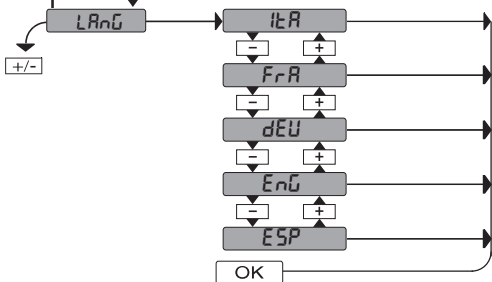 LAnG
ItA
+/-
- +
FrA
- +
dEU
- +
EnG
- +
ESP
OK